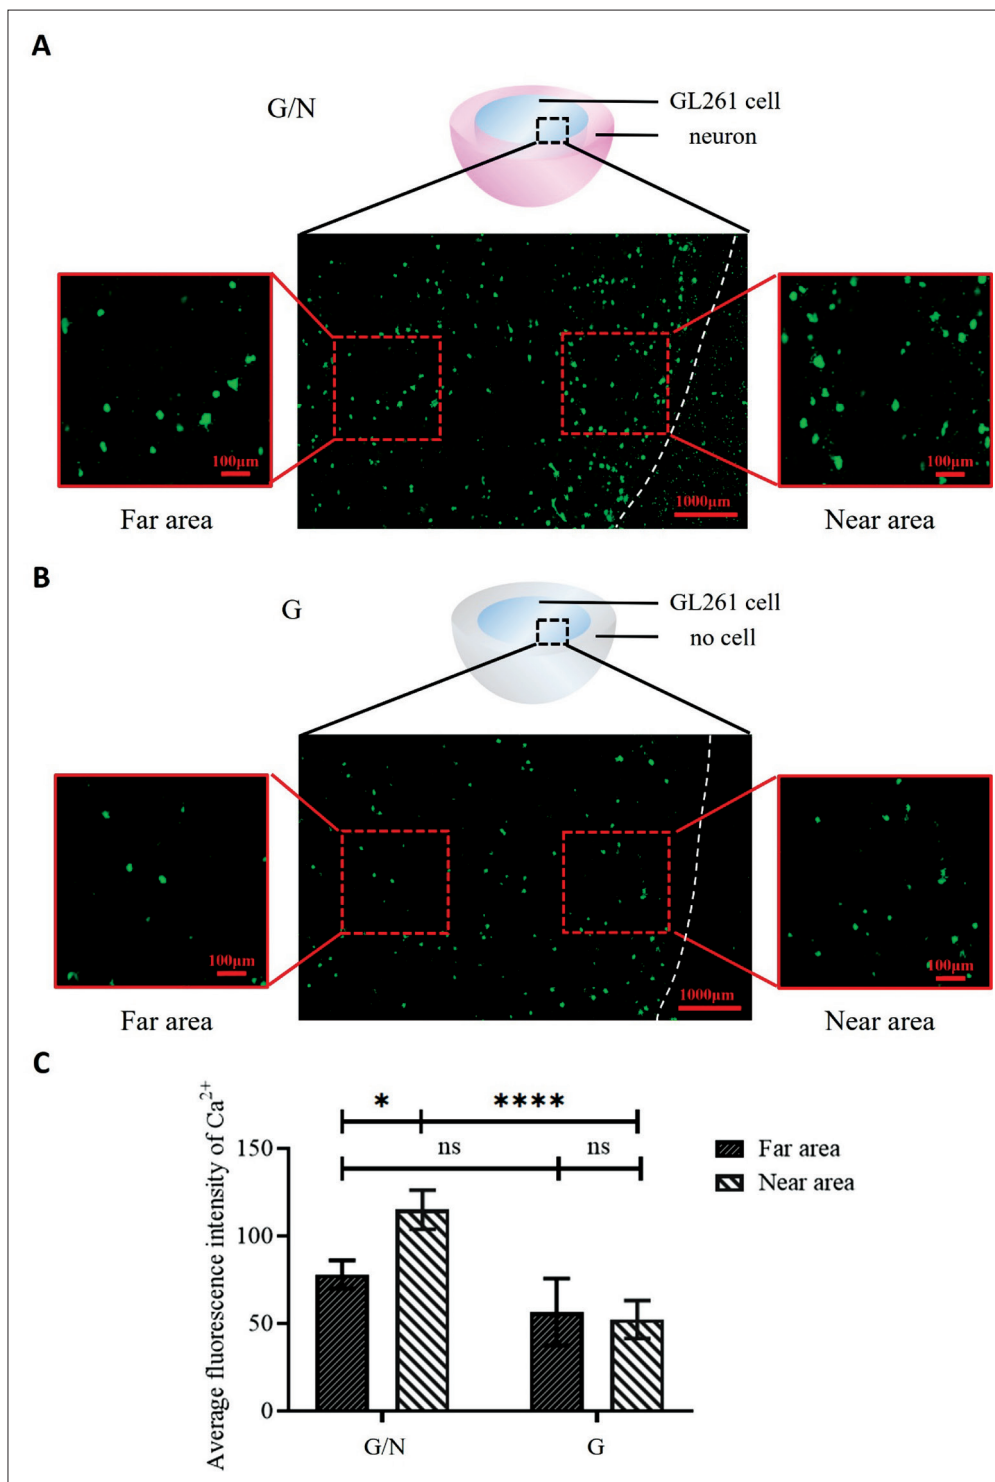 A
G/N
GL261 cell
neuron
100μm
1000μm
100μm
Far area
Near area
B
G
GL261 cell
no cell
100μm
1000μm
100μm
Far area
Near area
C
Average fluorescence intensity of Ca²⁺
* ****
ns ns
150
100
50
0
G/N G
Far area
Near area